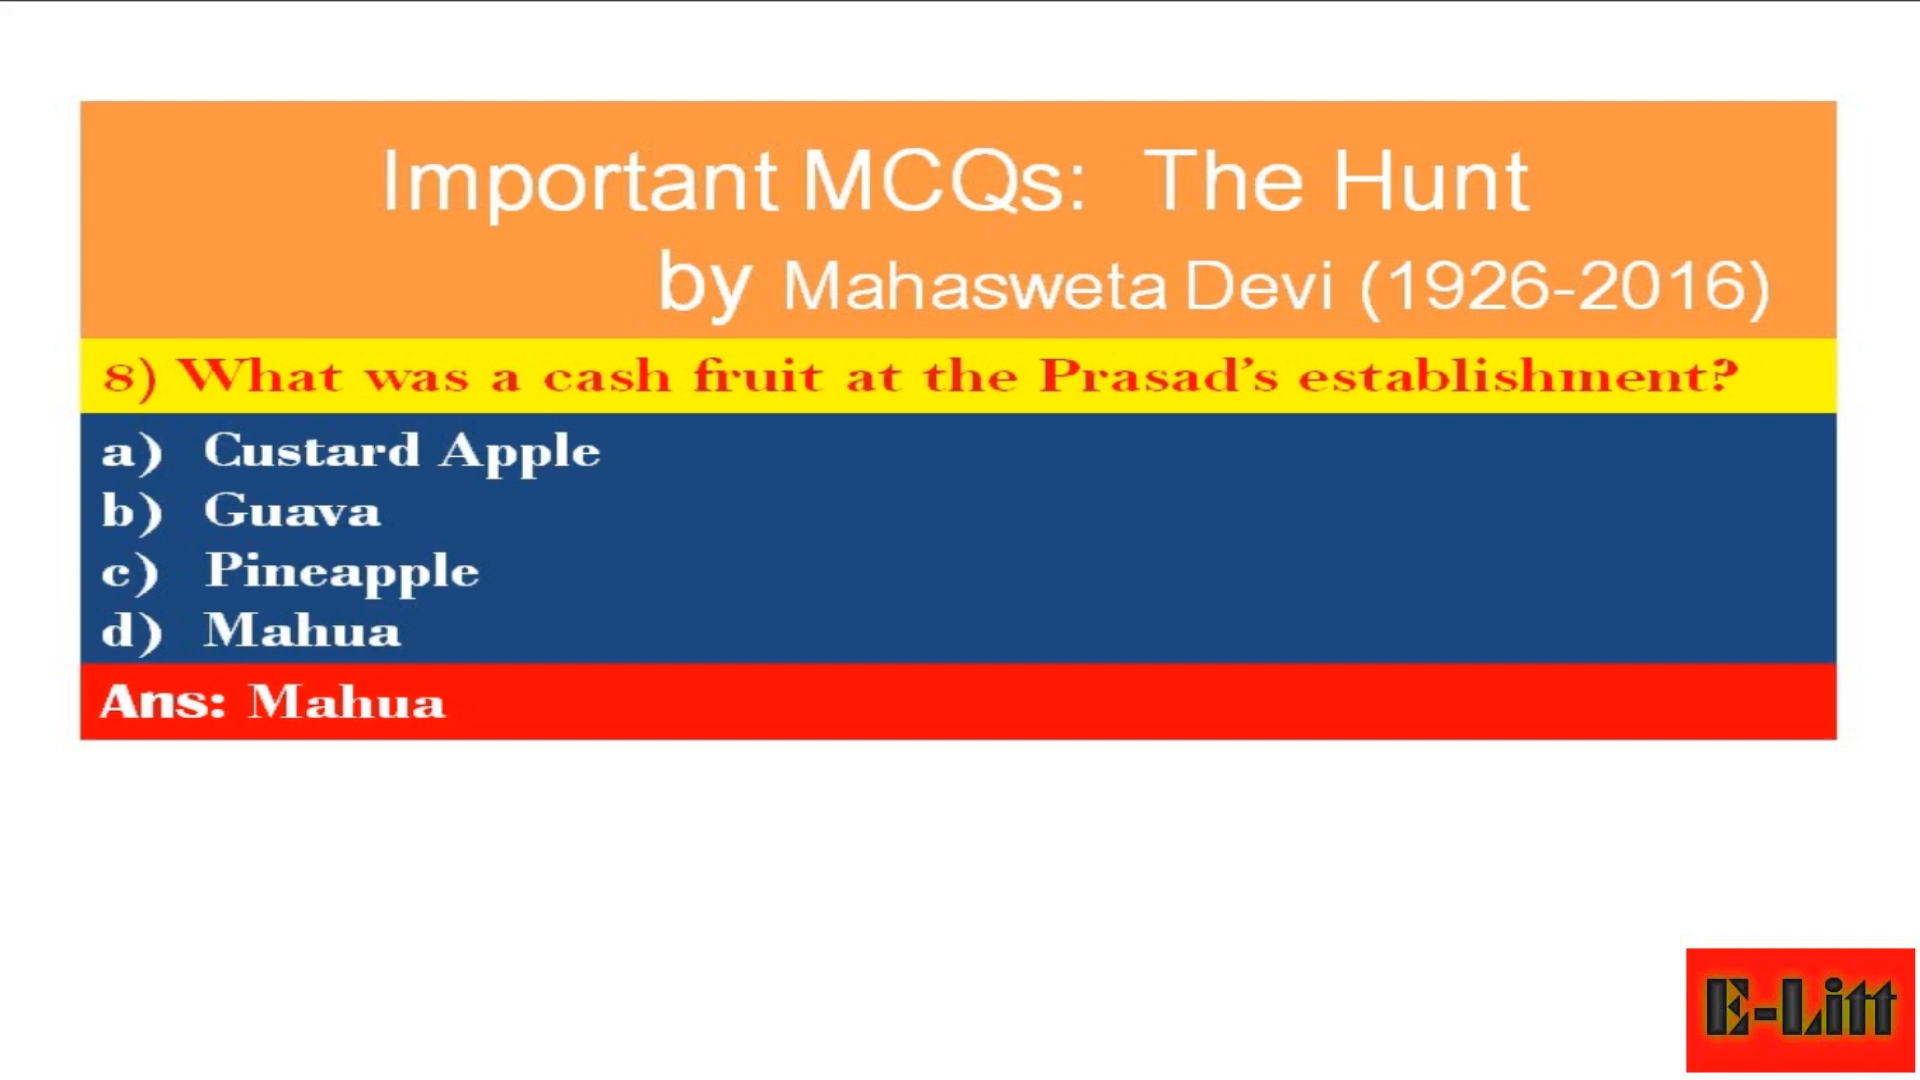 Important MCQs: The Hunt
by Mahasweta Devi (1926-2016)
8) What was a cash fruit at the Prasad's establishment?
a) Custard Apple
b) Guava
c) Pineapple
d) Mahua
Ans: Mahua
E-Litt